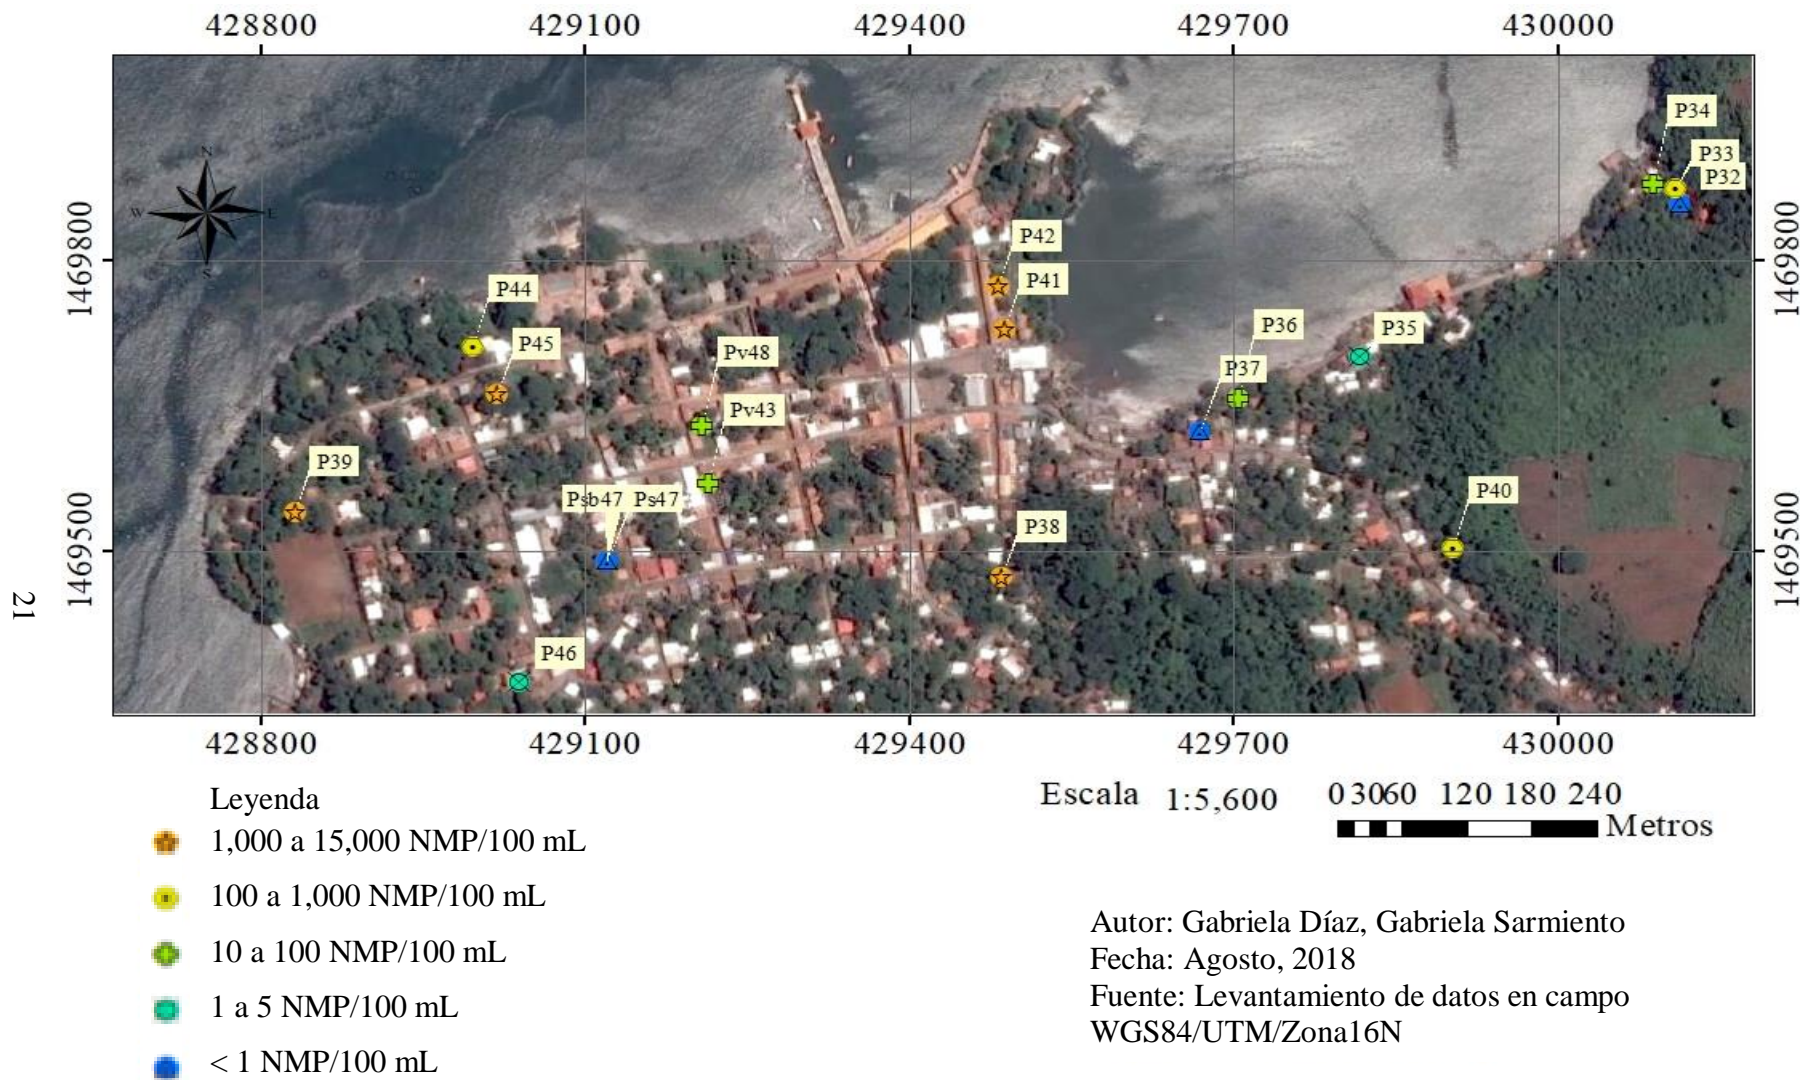 428800 429100 429400 429700 430000
N
W E
S
1469800
1469500
1469800
1469500
P34
P33
P32
P42
P41
P44
P45
P36
P35
P37
Pv48
Pv43
P39
Psb47 Ps47
P40
P38
P46
428800 429100 429400 429700 430000
21
Leyenda
1,000 a 15,000 NMP/100 mL
100 a 1,000 NMP/100 mL
10 a 100 NMP/100 mL
1 a 5 NMP/100 mL
< 1 NMP/100 mL
Escala 1:5,600 0 30 60 120 180 240
Metros
Autor: Gabriela Díaz, Gabriela Sarmiento
Fecha: Agosto, 2018
Fuente: Levantamiento de datos en campo
WGS84/UTM/Zona16N